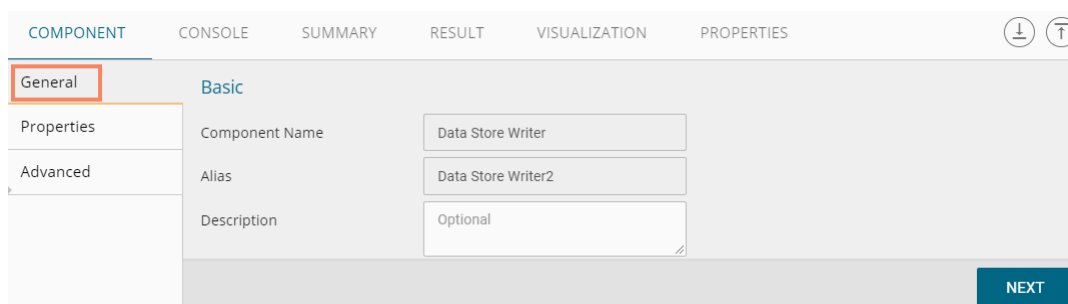 COMPONENT CONSOLE SUMMARY RESULT VISUALIZATION PROPERTIES
General
Properties
Advanced
Basic
Component Name Data Store Writer
Alias Data Store Writer2
Description Optional
NEXT